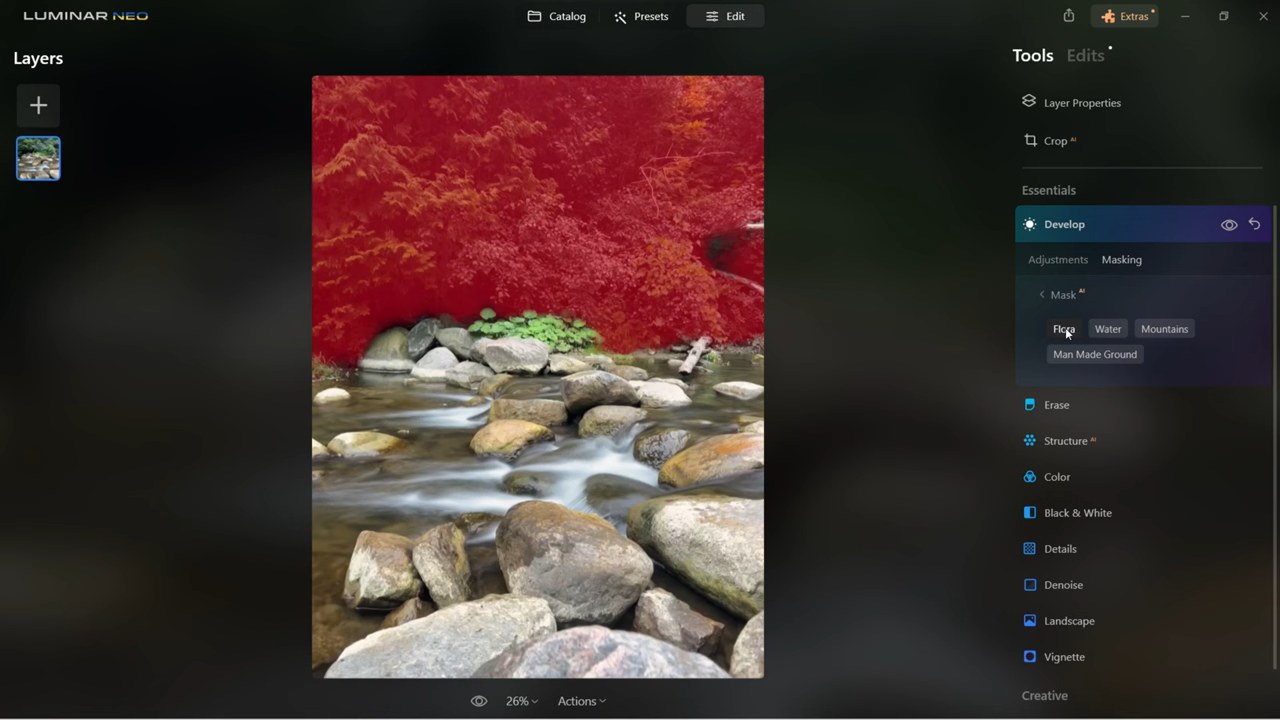 LUMINAR NEO
Catalog
Presets
Edit
Extras
Layers
Tools
Edits
Layer Properties
Crop AI
Essentials
Develop
Adjustments
Masking
Mask AI
Flora
Water
Mountains
Man Made Ground
Erase
Structure AI
Color
Black & White
Details
Denoise
Landscape
Vignette
Creative
26%
Actions